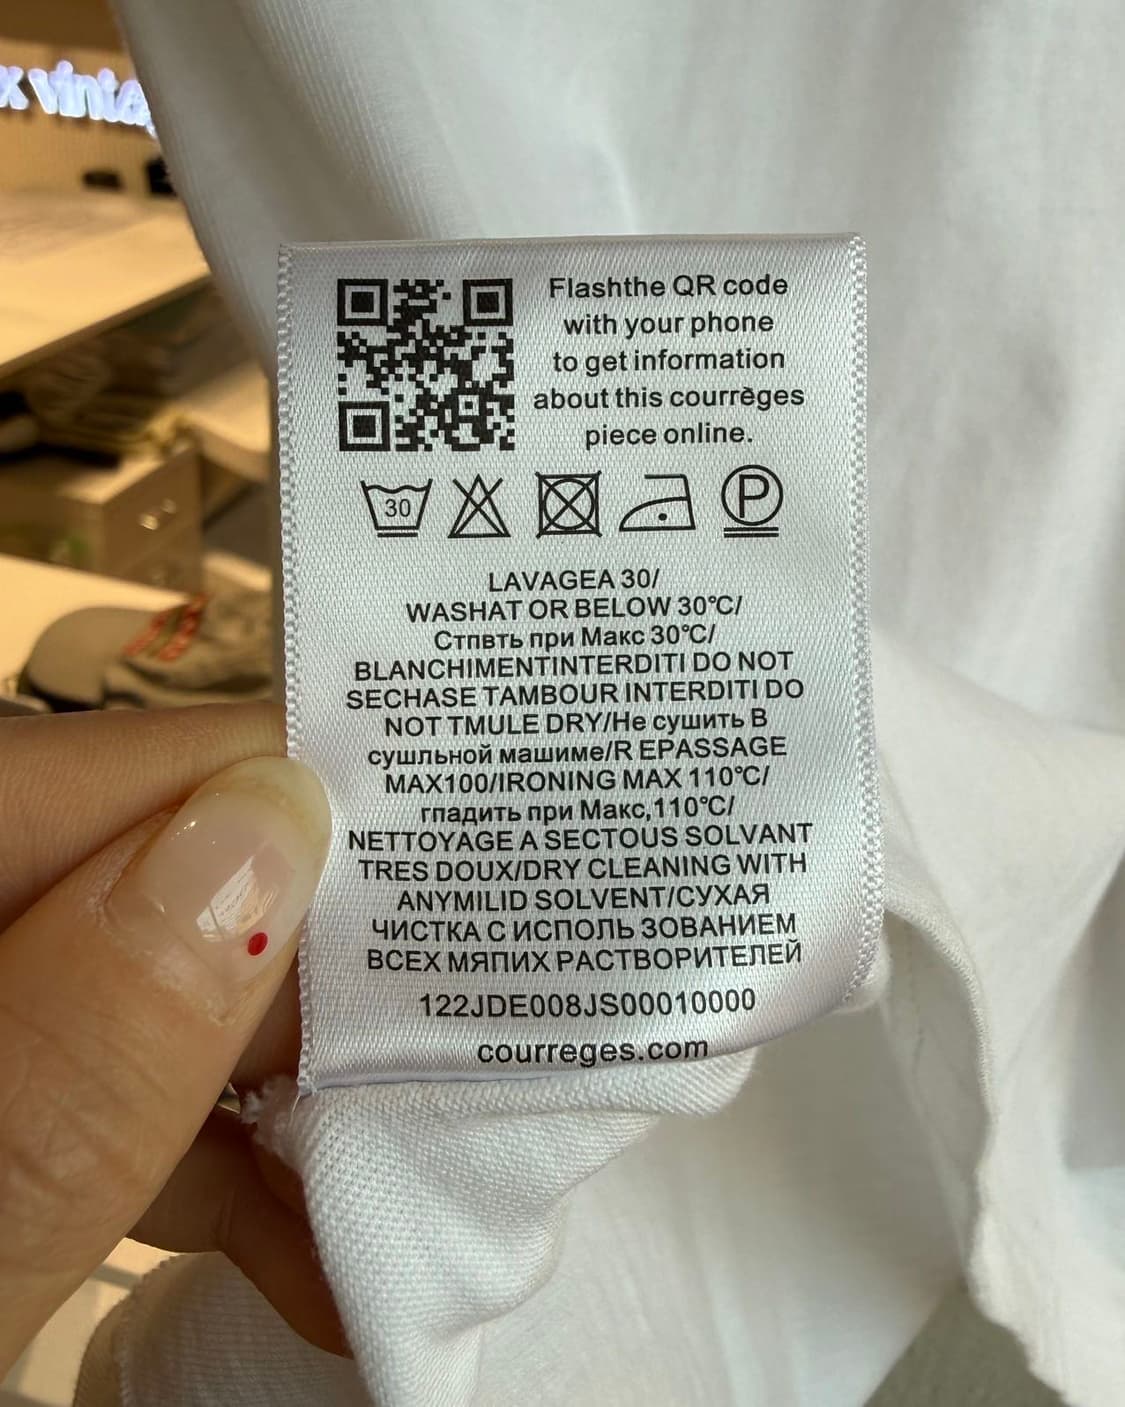 x vinta
Flashthe QR code
with your phone
to get information
about this courrèges
piece online.
30
P
LAVAGEA 30/
WASHAT OR BELOW 30℃/
Стпвть при Макс 30℃/
BLANCHIMENTINTERDITI DO NOT
SECHASE TAMBOUR INTERDITI DO
NOT TMULE DRY/Не сушить В
сушльной машиме/R EPASSAGE
MAX100/IRONING MAX 110℃/
гпадить при Макс,110℃/
NETTOYAGE A SECTOUS SOLVANT
TRES DOUX/DRY CLEANING WITH
ANYMILID SOLVENT/СУХАЯ
ЧИСТКА С ИСПОЛЬ ЗОВАНИЕМ
ВСЕХ МЯПИХ РАСТВОРИТЕЛЕЙ
122JDE008JS00010000
courreges.com